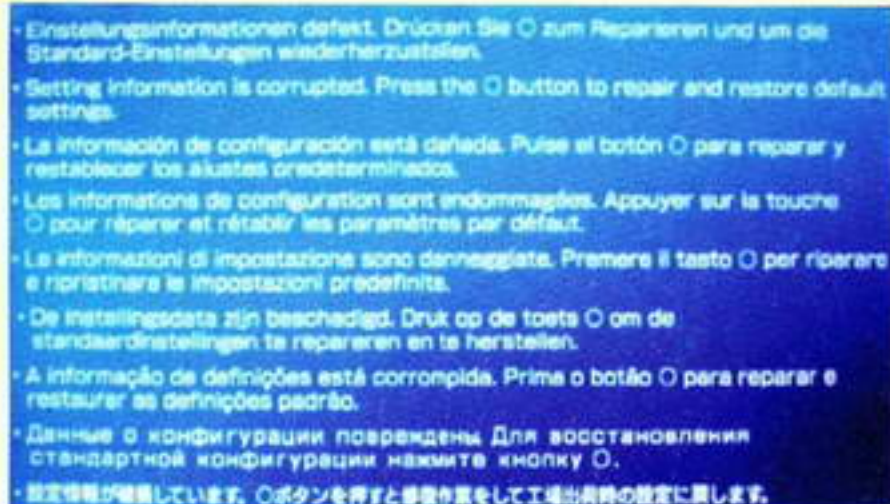 ・Einstellungsinformationen defekt. Drücken Sie ○ zum Reparieren und um die
Standard-Einstellungen wiederherzustellen.
・Setting information is corrupted. Press the ○ button to repair and restore default
settings.
・La información de configuración está dañada. Pulse el botón ○ para reparar y
restablecer los ajustes predeterminados.
・Les informations de configuration sont endommagées. Appuyer sur la touche
○ pour réparer et rétablir les paramètres par défaut.
・Le informazioni di impostazione sono danneggiate. Premere il tasto ○ per riparare
e ripristinare le impostazioni predefinite.
・De instellingsdata zijn beschadigd. Druk op de toets ○ om de
standaardinstellingen te repareren en te herstellen.
・A informação de definições está corrompida. Prima o botão ○ para reparar e
restaurar as definições padrão.
・Данные о конфигурации повреждены Для восстановления
стандартной конфигурации нажмите кнопку ○.
・設定情報が破損しています。○ボタンを押すと修復作業をして工場出荷時の設定に戻します。